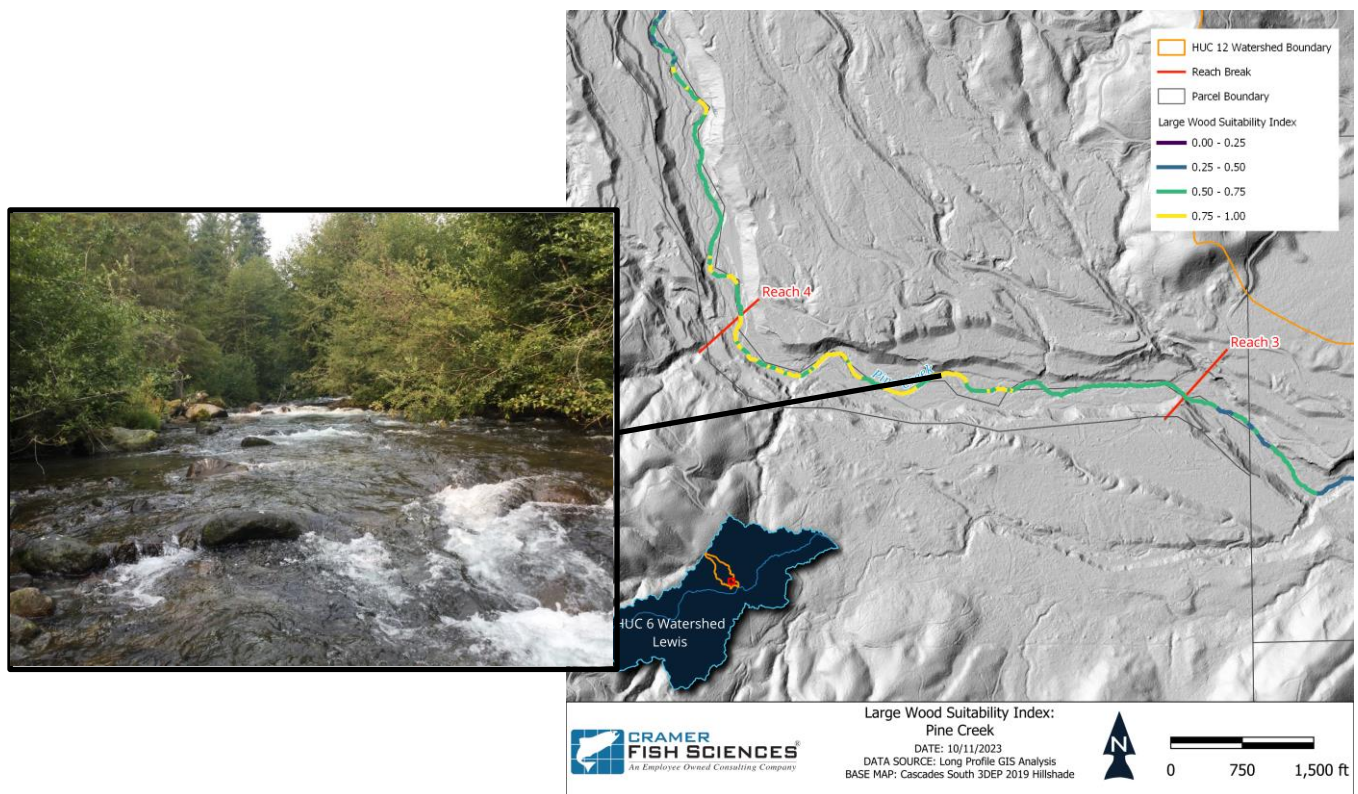 HUC 12 Watershed Boundary
Reach Break
Parcel Boundary
Large Wood Suitability Index
0.00 - 0.25
0.25 - 0.50
0.50 - 0.75
0.75 - 1.00
Reach 4
Reach 3
HUC 6 Watershed
Lewis
CRAMER
FISH SCIENCES®
An Employee Owned Consulting Company
Large Wood Suitability Index:
Pine Creek
DATE: 10/11/2023
DATA SOURCE: Long Profile GIS Analysis
BASE MAP: Cascades South 3DEP 2019 Hillshade
N
0 750 1,500 ft